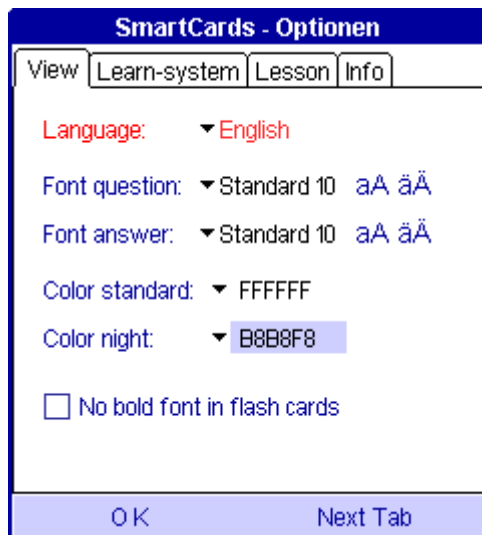 SmartCards - Optionen
View Learn-system Lesson Info
Language: English
Font question: Standard 10 aA äÄ
Font answer: Standard 10 aA äÄ
Color standard: FFFFFF
Color night: B8B8F8
No bold font in flash cards
OK Next Tab